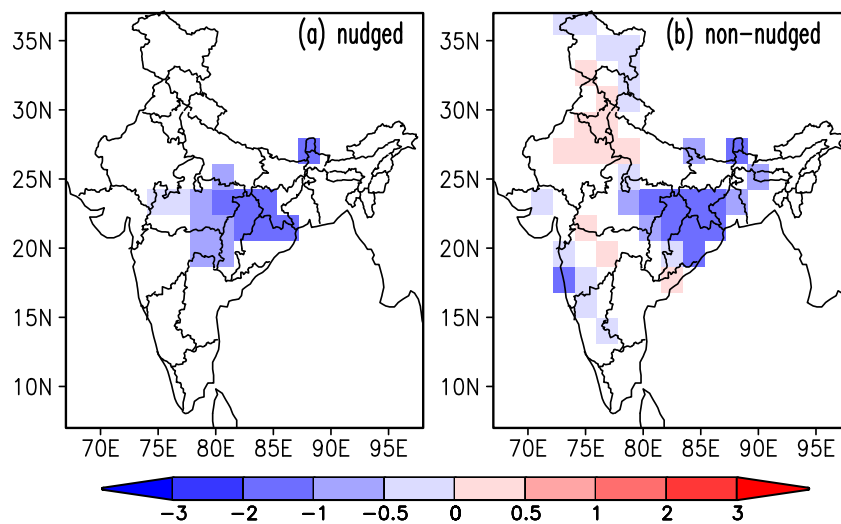 (a) nudged
(b) non-nudged
35N
30N
25N
20N
15N
10N
35N
30N
25N
20N
15N
10N
70E 75E 80E 85E 90E 95E
70E 75E 80E 85E 90E 95E
-3 -2 -1 -0.5 0 0.5 1 2 3